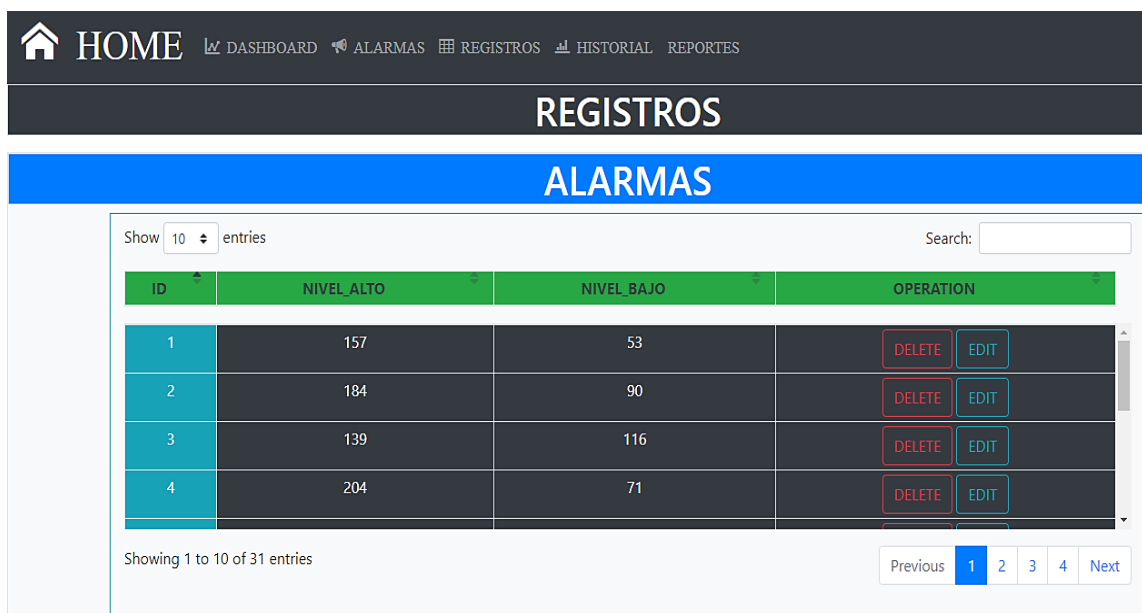 HOME DASHBOARD ALARMAS REGISTROS HISTORIAL REPORTES
REGISTROS
ALARMAS
Show 10 entries Search:
ID NIVEL_ALTO NIVEL_BAJO OPERATION
1 157 53 DELETE EDIT
2 184 90 DELETE EDIT
3 139 116 DELETE EDIT
4 204 71 DELETE EDIT
Showing 1 to 10 of 31 entries Previous 1 2 3 4 Next